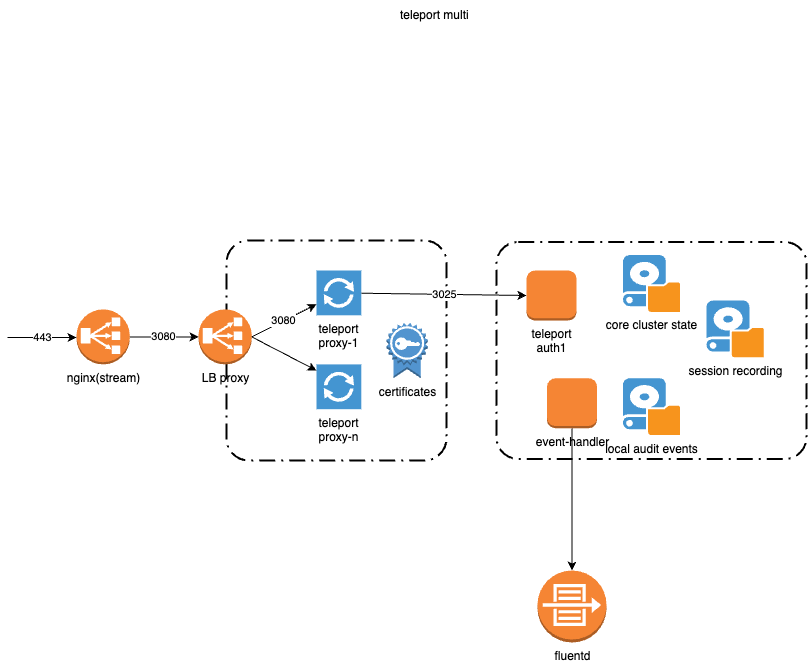 teleport multi
443
nginx(stream)
3080
LB proxy
3080
teleport
proxy-1
teleport
proxy-n
certificates
3025
teleport
auth1
core cluster state
session recording
event-handler
local audit events
fluentd